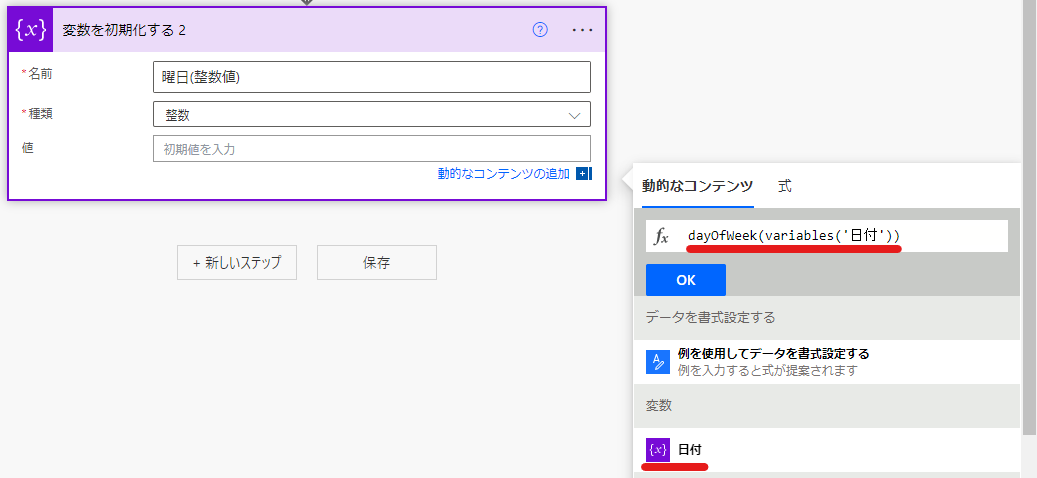 {x} 変数を初期化する 2
*名前
曜日(整数値)
*種類
整数
値
初期値を入力
動的なコンテンツの追加
+ 新しいステップ
保存
動的なコンテンツ 式
fx dayOfWeek(variables('日付'))
OK
データを書式設定する
例を使用してデータを書式設定する
例を入力すると式が提案されます
変数
{x} 日付